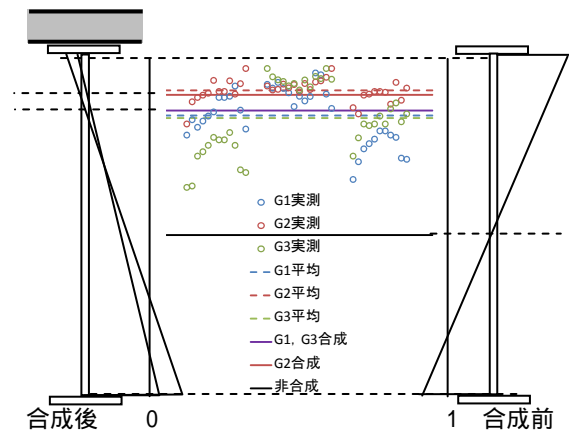 G1実測
G2実測
G3実測
G1平均
G2平均
G3平均
G1, G3合成
G2合成
非合成
合成後 0 1 合成前